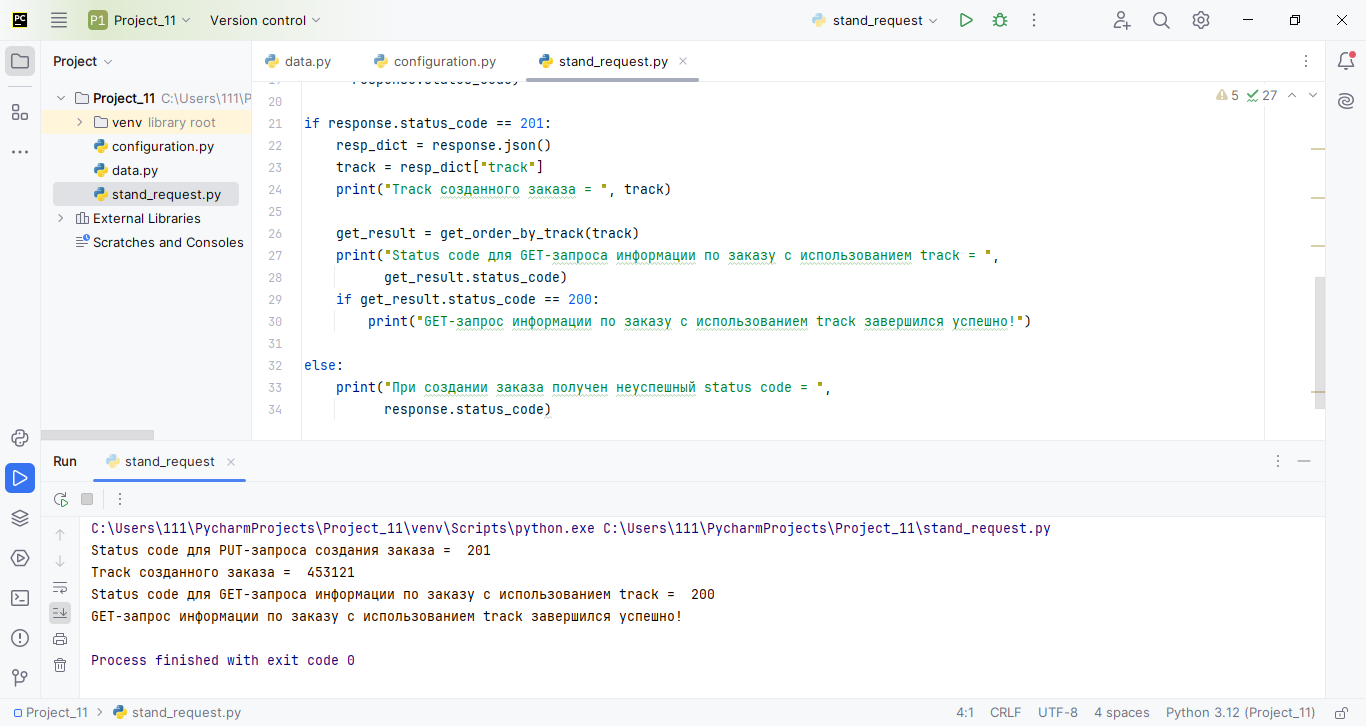 PC P1 Project_11 Version control stand_request
Project data.py configuration.py stand_request.py
Project_11 C:\Users\111\P
venv library root
configuration.py
data.py
stand_request.py
External Libraries
Scratches and Consoles
5 27
19 response.status_code)
20
21 if response.status_code == 201:
22 resp_dict = response.json()
23 track = resp_dict["track"]
24 print("Track созданного заказа = ", track)
25
26 get_result = get_order_by_track(track)
27 print("Status code для GET-запроса информации по заказу с использованием track = ",
28 get_result.status_code)
29 if get_result.status_code == 200:
30 print("GET-запрос информации по заказу с использованием track завершился успешно!")
31
32 else:
33 print("При создании заказа получен неуспешный status code = ",
34 response.status_code)
Run stand_request
C:\Users\111\PycharmProjects\Project_11\venv\Scripts\python.exe C:\Users\111\PycharmProjects\Project_11\stand_request.py
Status code для PUT-запроса создания заказа =  201
Track созданного заказа =  453121
Status code для GET-запроса информации по заказу с использованием track =  200
GET-запрос информации по заказу с использованием track завершился успешно!
Process finished with exit code 0
Project_11 > stand_request.py 4:1 CRLF UTF-8 4 spaces Python 3.12 (Project_11)